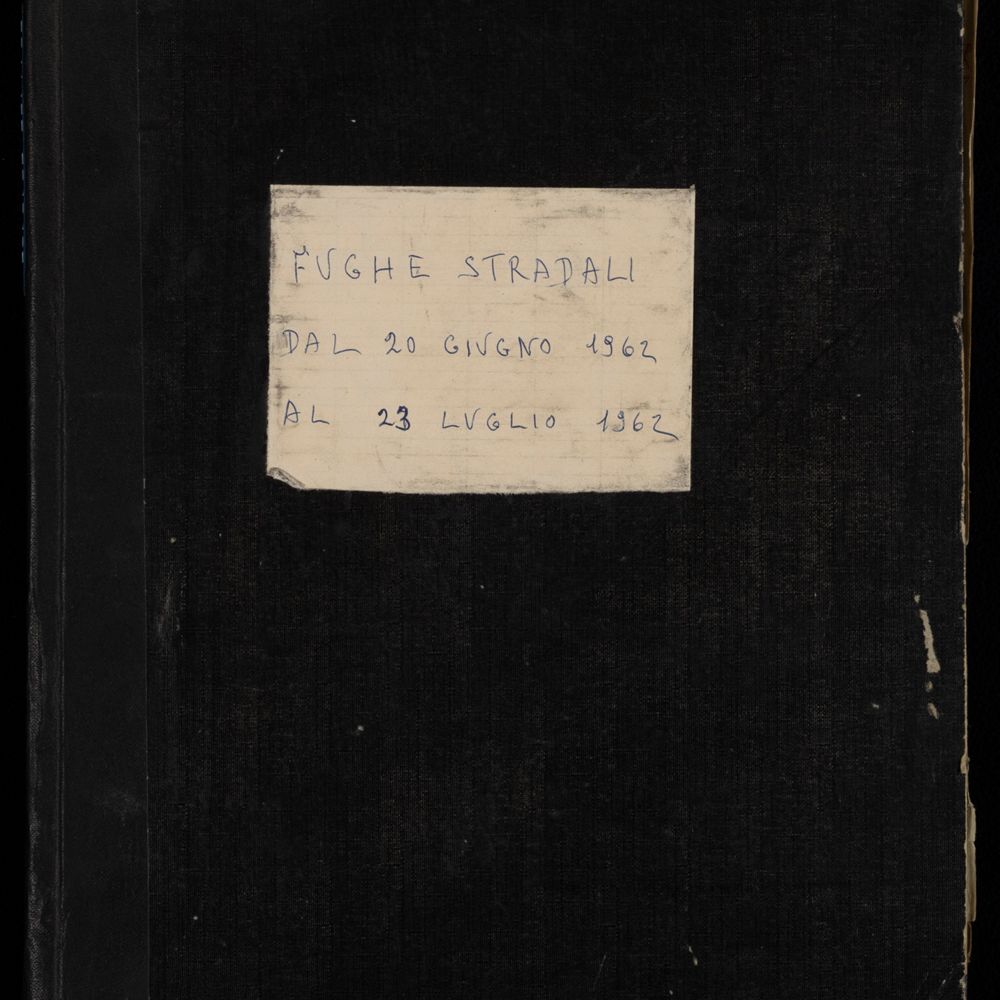 FUGHE STRADALI
DAL 20 GIUGNO 1962
AL 23 LUGLIO 1962